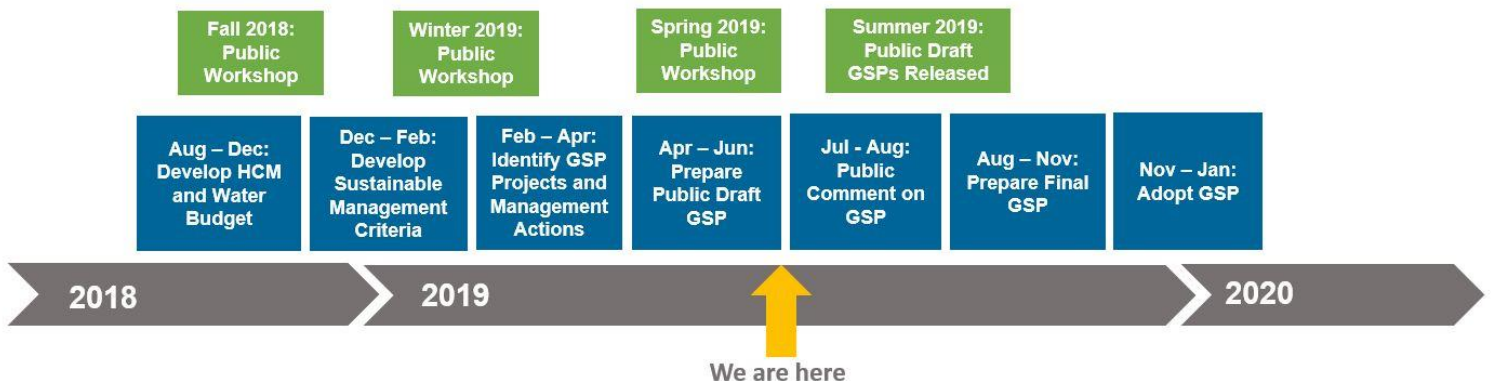 Fall 2018:
Public
Workshop
Winter 2019:
Public
Workshop
Spring 2019:
Public
Workshop
Summer 2019:
Public Draft
GSPs Released
Aug – Dec:
Develop HCM
and Water
Budget
Dec – Feb:
Develop
Sustainable
Management
Criteria
Feb – Apr:
Identify GSP
Projects and
Management
Actions
Apr – Jun:
Prepare
Public Draft
GSP
Jul - Aug:
Public
Comment on
GSP
Aug – Nov:
Prepare Final
GSP
Nov – Jan:
Adopt GSP
2018
2019
2020
We are here